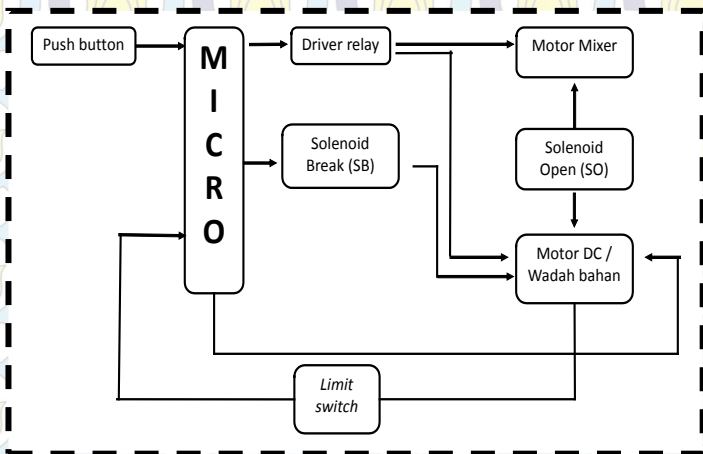 Push button
M
I
C
R
O
Driver relay
Motor Mixer
Solenoid
Break (SB)
Solenoid
Open (SO)
Motor DC /
Wadah bahan
Limit
switch